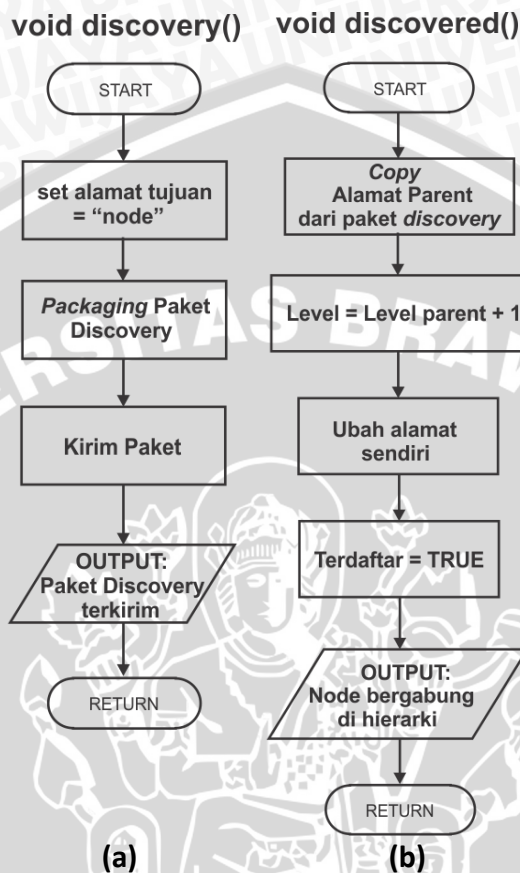 void discovery()
START
set alamat tujuan
= “node”
Packaging Paket
Discovery
Kirim Paket
OUTPUT:
Paket Discovery
terkirim
RETURN
(a)
void discovered()
START
Copy
Alamat Parent
dari paket discovery
Level = Level parent + 1
Ubah alamat
sendiri
Terdaftar = TRUE
OUTPUT:
Node bergabung
di hierarki
RETURN
(b)